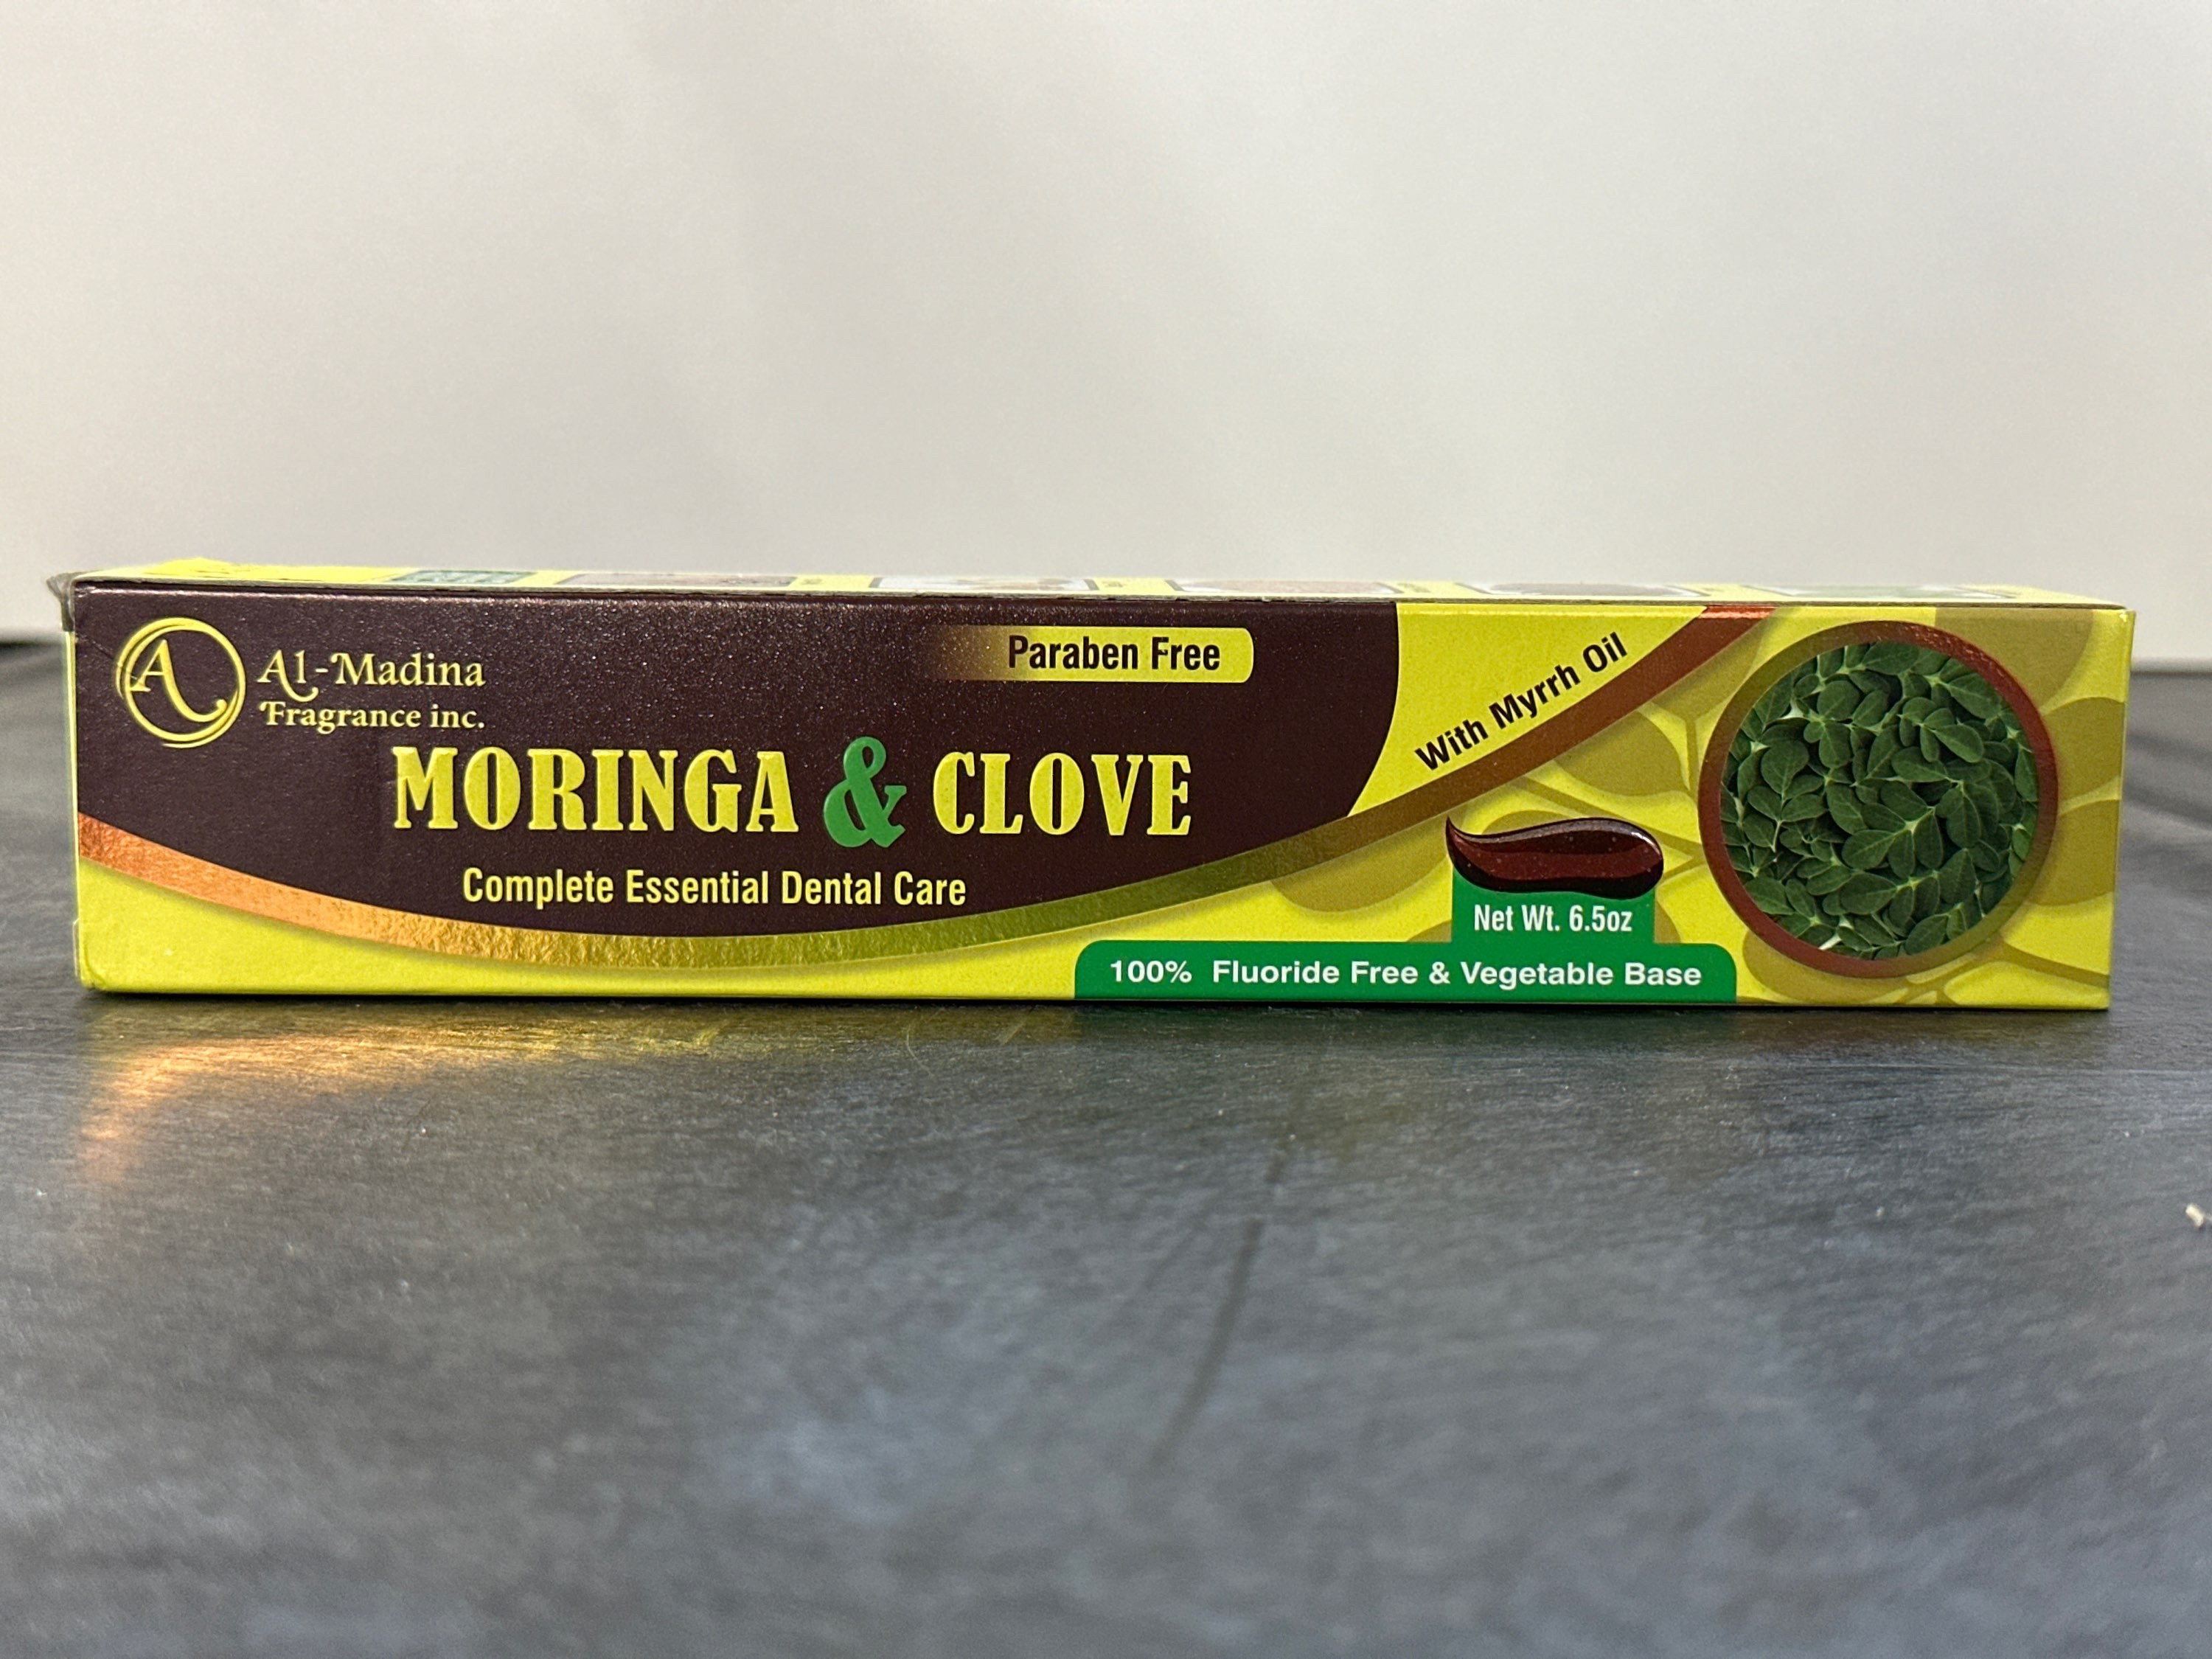 Al-Madina
Fragrance inc.
Paraben Free
MORINGA & CLOVE
Complete Essential Dental Care
With Myrrh Oil
Net Wt. 6.5oz
100% Fluoride Free & Vegetable Base